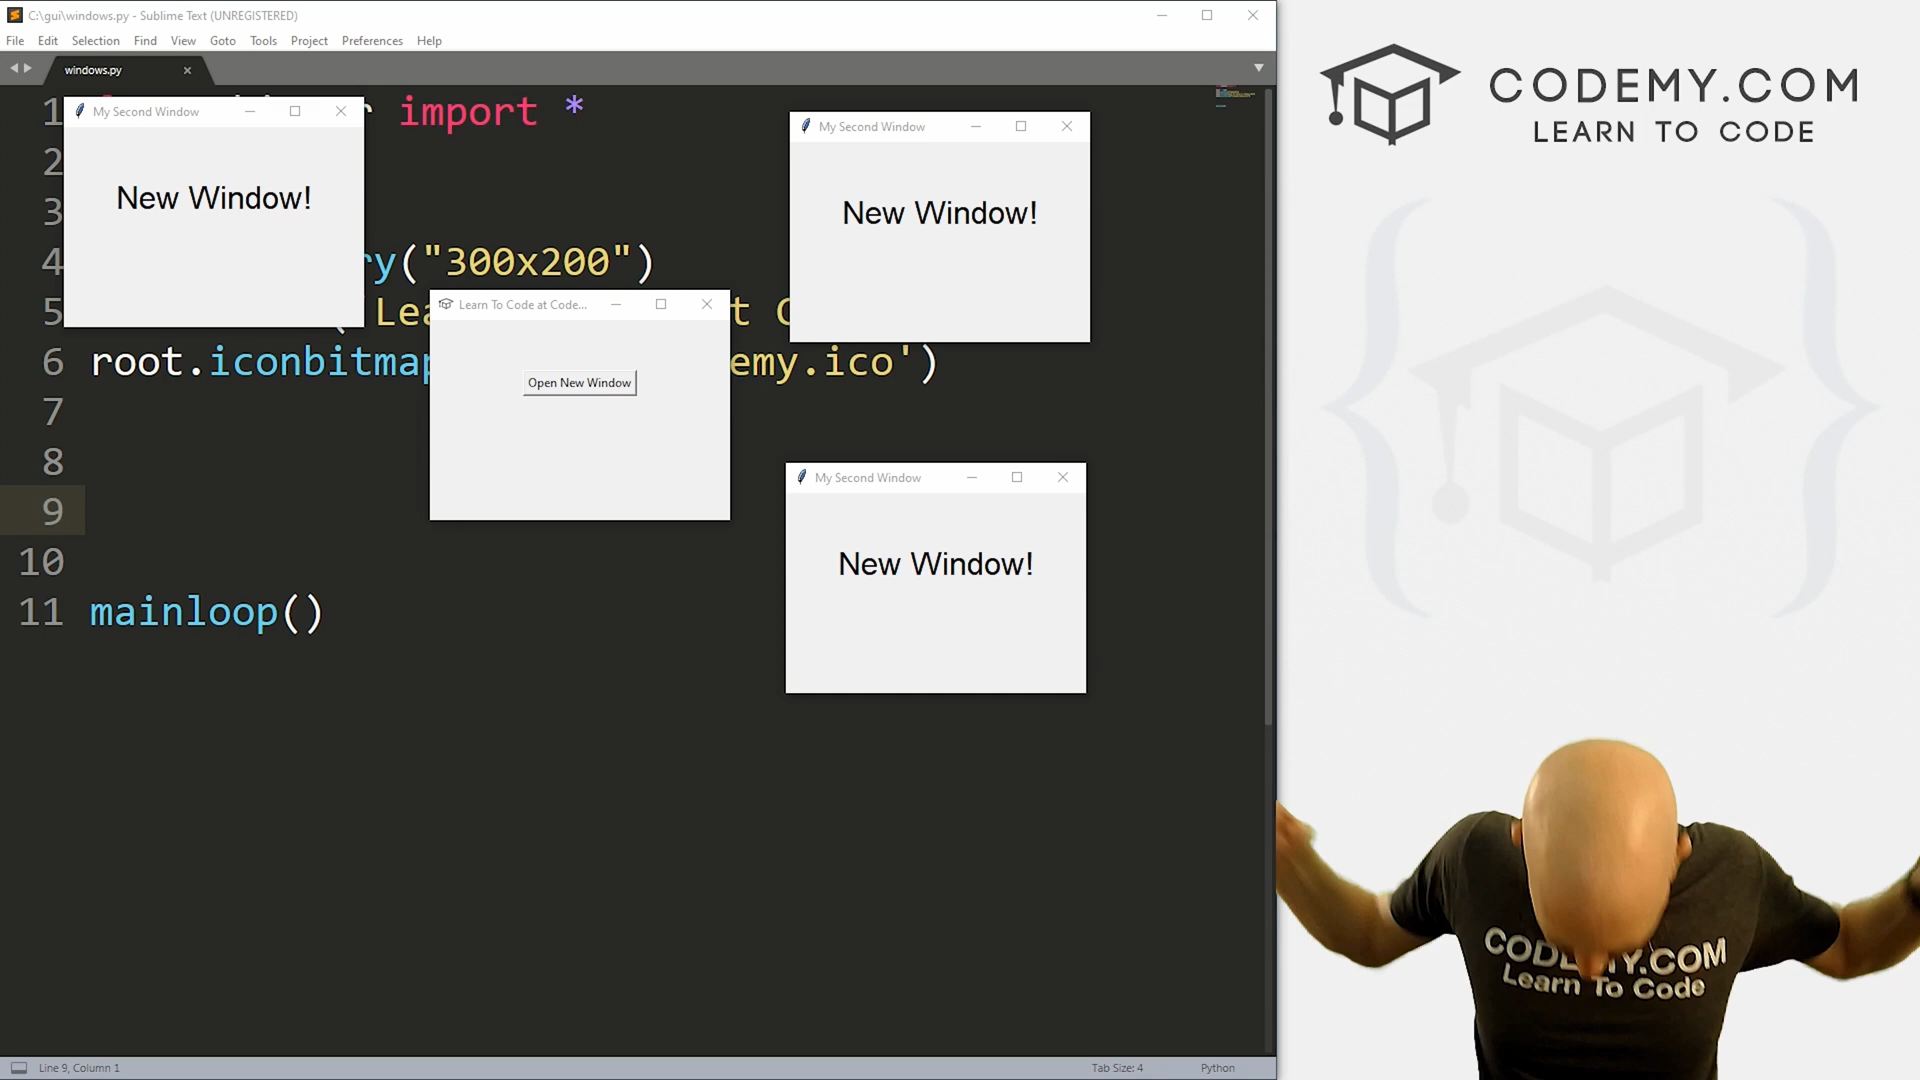 C:\gui\windows.py - Sublime Text (UNREGISTERED)
File Edit Selection Find View Goto Tools Project Preferences Help
windows.py
1 import *
2
3
4 ry("300x200")
5 Lea t C
6 root.iconbitmap emy.ico')
7
8
9
10
11 mainloop()
My Second Window
New Window!
My Second Window
New Window!
Learn To Code at Code...
Open New Window
My Second Window
New Window!
Line 9, Column 1
Tab Size: 4
Python
CODEMY.COM
LEARN TO CODE
CODEMY.COM
Learn To Code